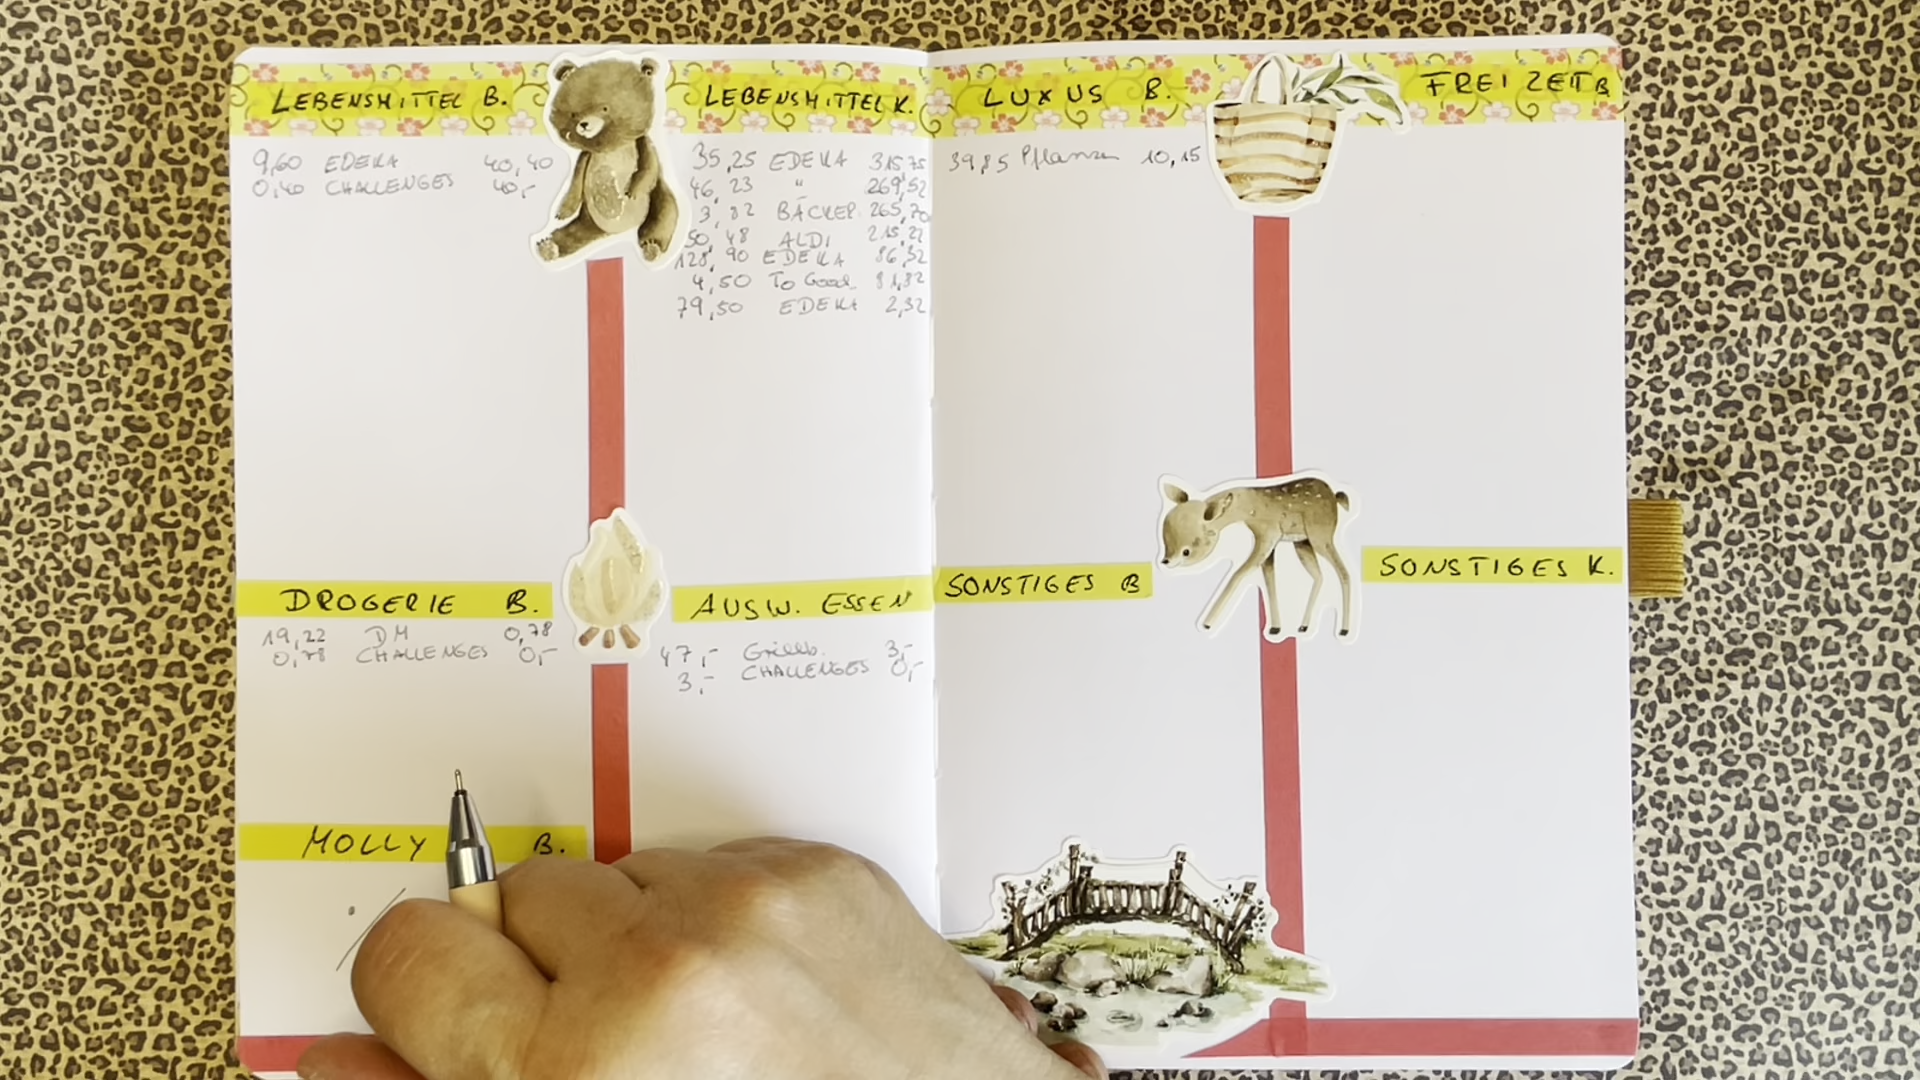 LEBENSMITTEL B.
9,60 EDEKA 40,40
0,40 CHALLENGES 40,-
LEBENSMITTEL K.
35,25 EDEKA 315,75
46,23 " 269,52
3,82 BÄCKER 265,70
50,48 ALDI 215,22
128,90 EDEKA 86,32
4,50 To Good 81,82
79,50 EDEKA 2,32
LUXUS B.
39,85 Pflanzen 10,15
FREIZEIT B
DROGERIE B.
19,22 DM 0,78
0,78 CHALLENGES 0,-
AUSW. ESSEN
47,- Grillb. 3,-
3,- CHALLENGES 0,-
SONSTIGES B
SONSTIGES K.
MOLLY B.